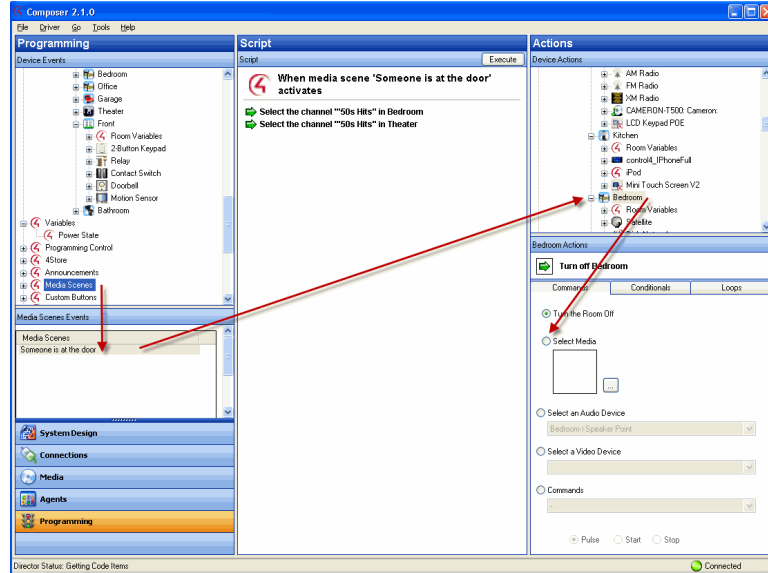 Composer 2.1.0
File Driver Go Tools Help
Programming
Device Events
Bedroom
Office
Garage
Theater
Front
Room Variables
2-Button Keypad
Relay
Contact Switch
Doorbell
Motion Sensor
Bathroom
Variables
Power State
Programming Control
4Store
Announcements
Media Scenes
Custom Buttons
Media Scenes Events
Media Scenes
Someone is at the door
System Design
Connections
Media
Agents
Programming
Script
Script
Execute
When media scene 'Someone is at the door'
activates
Select the channel "'50s Hits" in Bedroom
Select the channel "'50s Hits" in Theater
Actions
Device Actions
AM Radio
FM Radio
XM Radio
CAMERON-T500: Cameron:
LCD Keypad POE
Kitchen
Room Variables
control4_IPhoneFull
iPod
Mini Touch Screen V2
Bedroom
Room Variables
Satellite
Bedroom Actions
Turn off Bedroom
Commands Conditionals Loops
Turn the Room Off
Select Media
...
Select an Audio Device
Bedroom->Speaker Point
Select a Video Device
Commands
-
Pulse Start Stop
Director Status: Getting Code Items
Connected